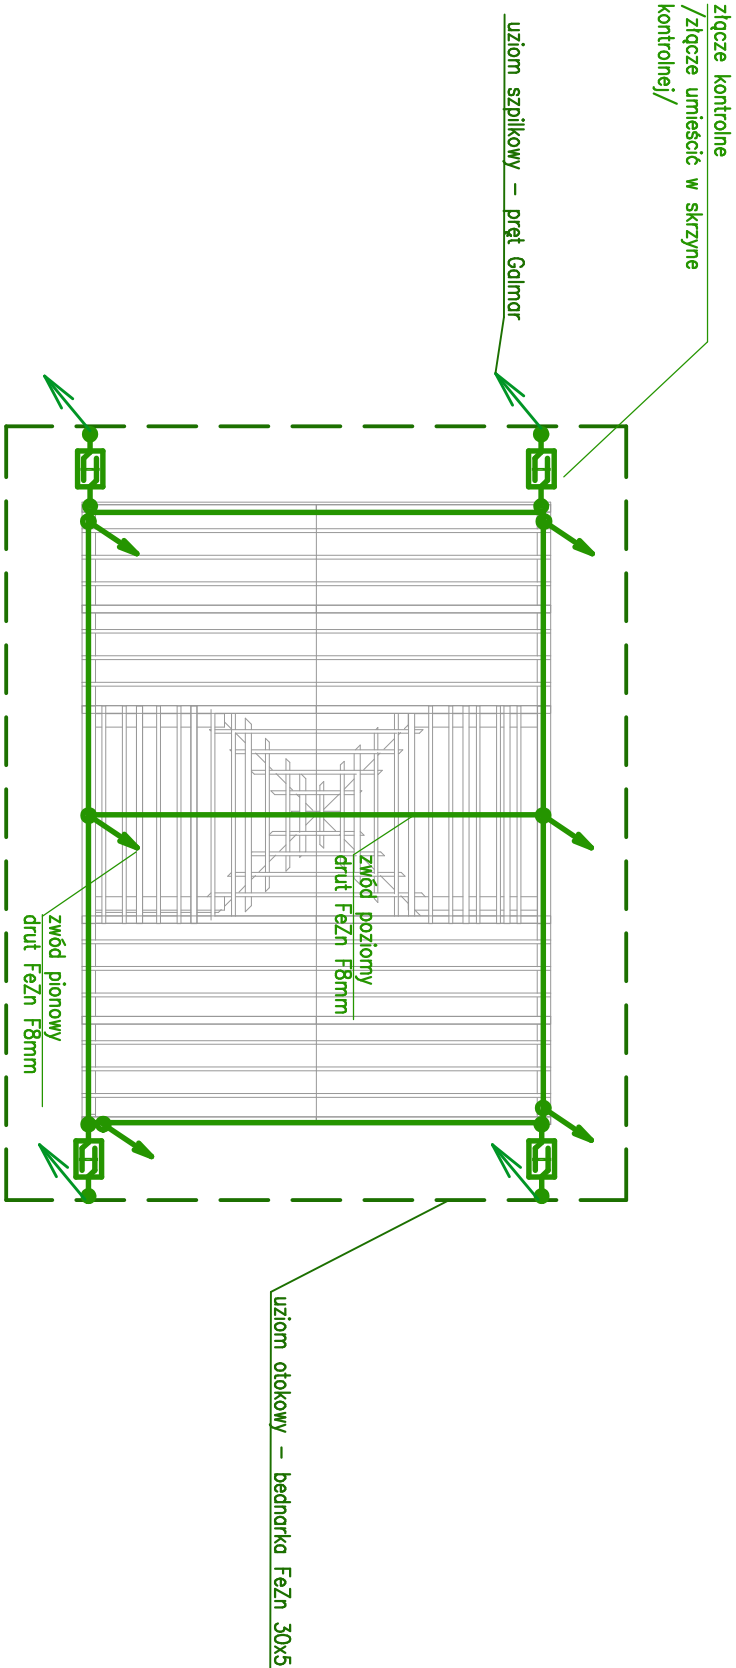 złącze kontrolne
/złącze umieśćić w skrzyne
kontrolnej/
uziom szpilkowy – pręt Galmar
zwód poziomy
drut FeZn F8mm
zwód pionowy
drut FeZn F8mm
uziom otokowy – bednarka FeZn 30x5